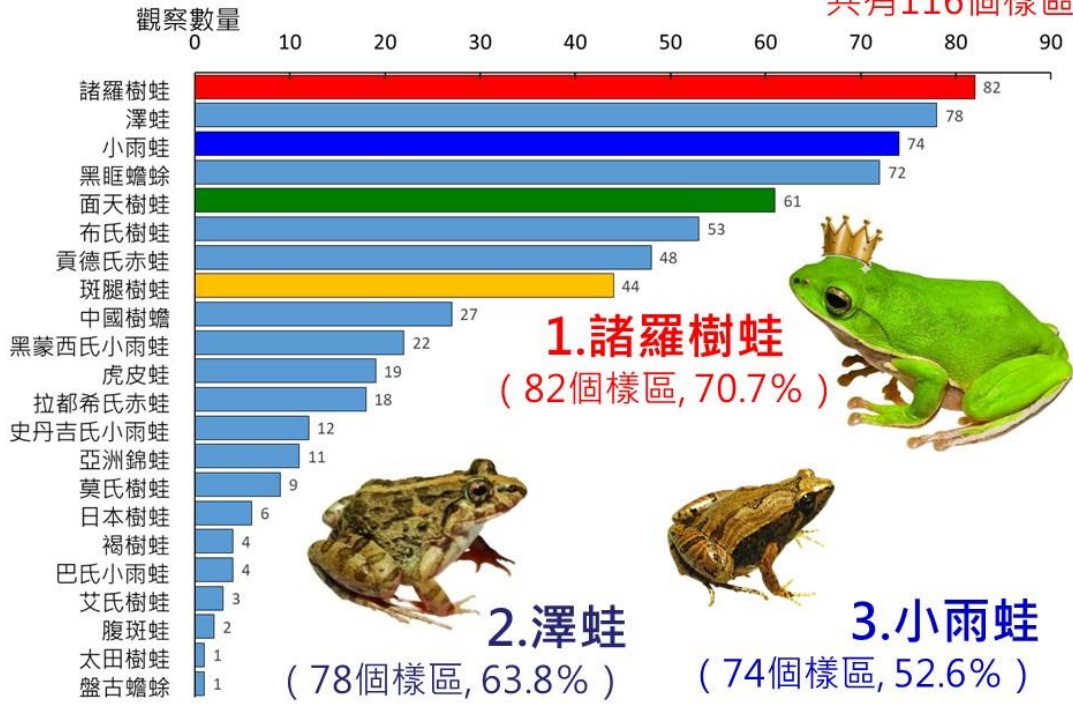 共有116個樣區
觀察數量
0 10 20 30 40 50 60 70 80 90
諸羅樹蛙 82
澤蛙 78
小雨蛙 74
黑眶蟾蜍 72
面天樹蛙 61
布氏樹蛙 53
貢德氏赤蛙 48
斑腿樹蛙 44
中國樹蟾 27
黑蒙西氏小雨蛙 22
虎皮蛙 19
拉都希氏赤蛙 18
史丹吉氏小雨蛙 12
亞洲錦蛙 11
莫氏樹蛙 9
日本樹蛙 6
褐樹蛙 4
巴氏小雨蛙 4
艾氏樹蛙 3
腹斑蛙 2
太田樹蛙 1
盤古蟾蜍 1
1.諸羅樹蛙
(82個樣區, 70.7%)
2.澤蛙
(78個樣區, 63.8%)
3.小雨蛙
(74個樣區, 52.6%)